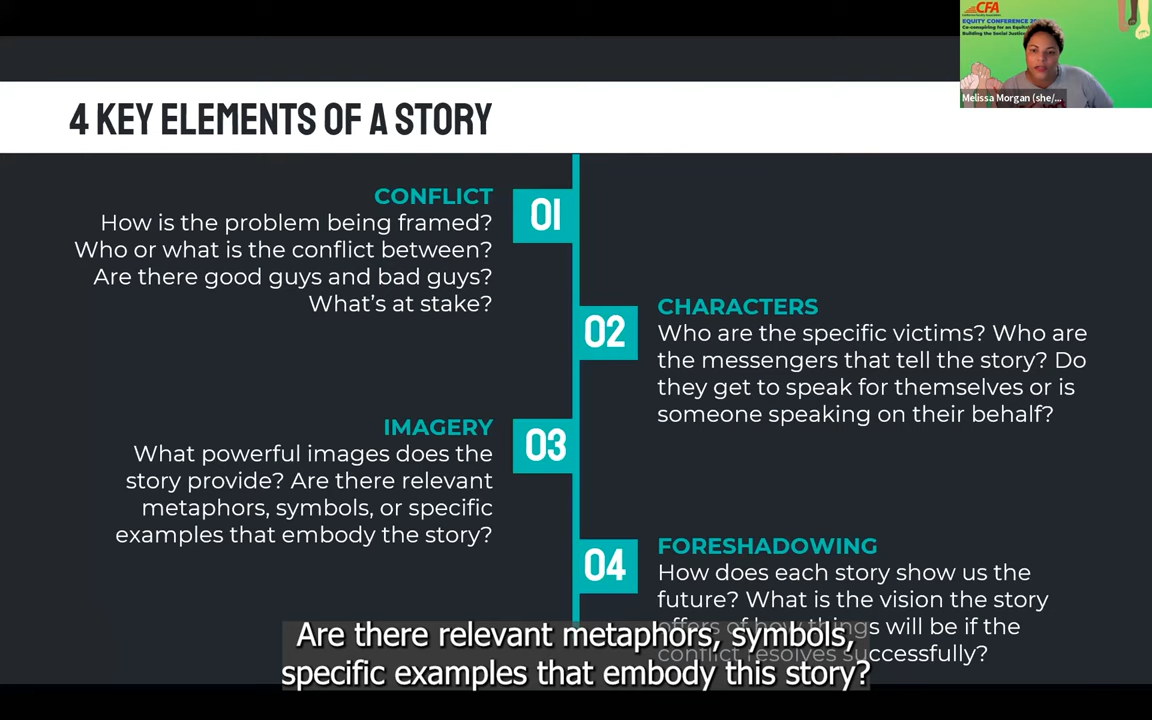 CFA
EQUITY CONFERENCE
Melissa Morgan (she/...
4 KEY ELEMENTS OF A STORY
CONFLICT
01
How is the problem being framed?
Who or what is the conflict between?
Are there good guys and bad guys?
What's at stake?
02
CHARACTERS
Who are the specific victims? Who are
the messengers that tell the story? Do
they get to speak for themselves or is
someone speaking on their behalf?
IMAGERY
03
What powerful images does the
story provide? Are there relevant
metaphors, symbols, or specific
examples that embody the story?
04
FORESHADOWING
How does each story show us the
future? What is the vision the story
offers of how things will be if the
conflict resolves successfully?
Are there relevant metaphors, symbols,
specific examples that embody this story?